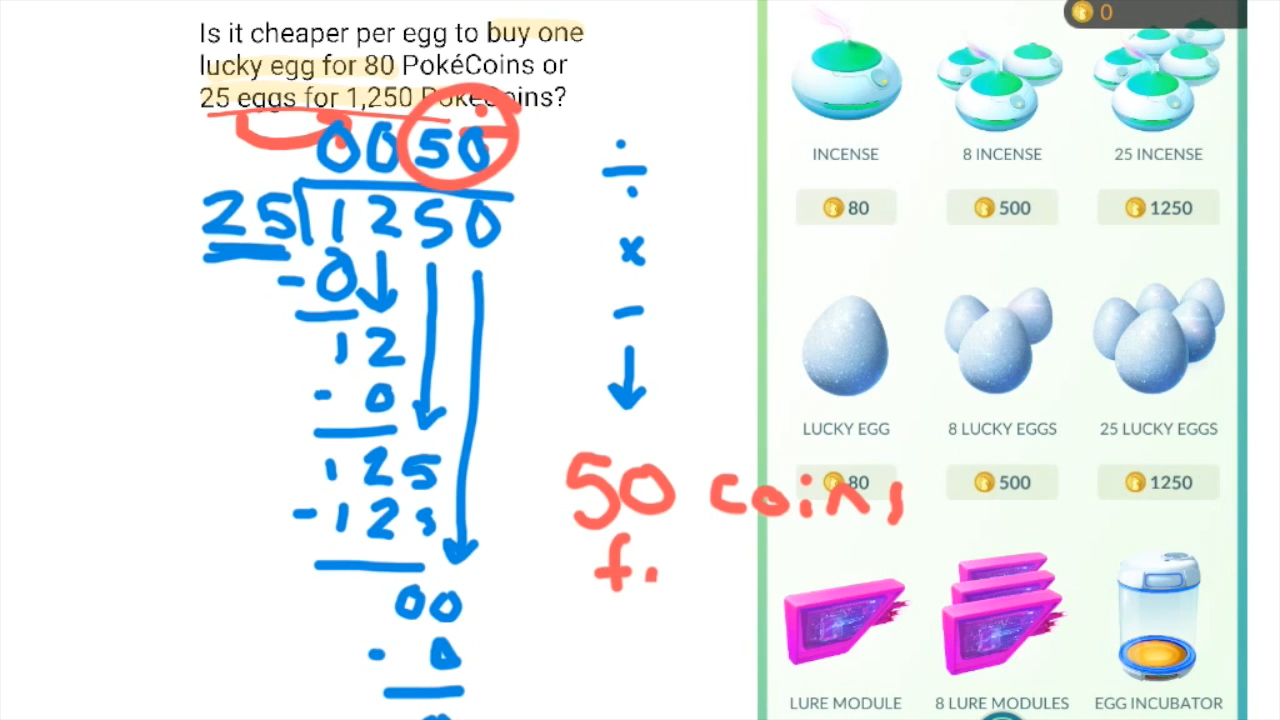 Is it cheaper per egg to buy one
lucky egg for 80 PokéCoins or
25 eggs for 1,250 PokéCoins?
0050
25 1250
-0
12
- 0
125
-125
00
- 0
0
÷
×
-
50 coins
f
0
INCENSE 8 INCENSE 25 INCENSE
80 500 1250
LUCKY EGG 8 LUCKY EGGS 25 LUCKY EGGS
80 500 1250
LURE MODULE 8 LURE MODULES EGG INCUBATOR